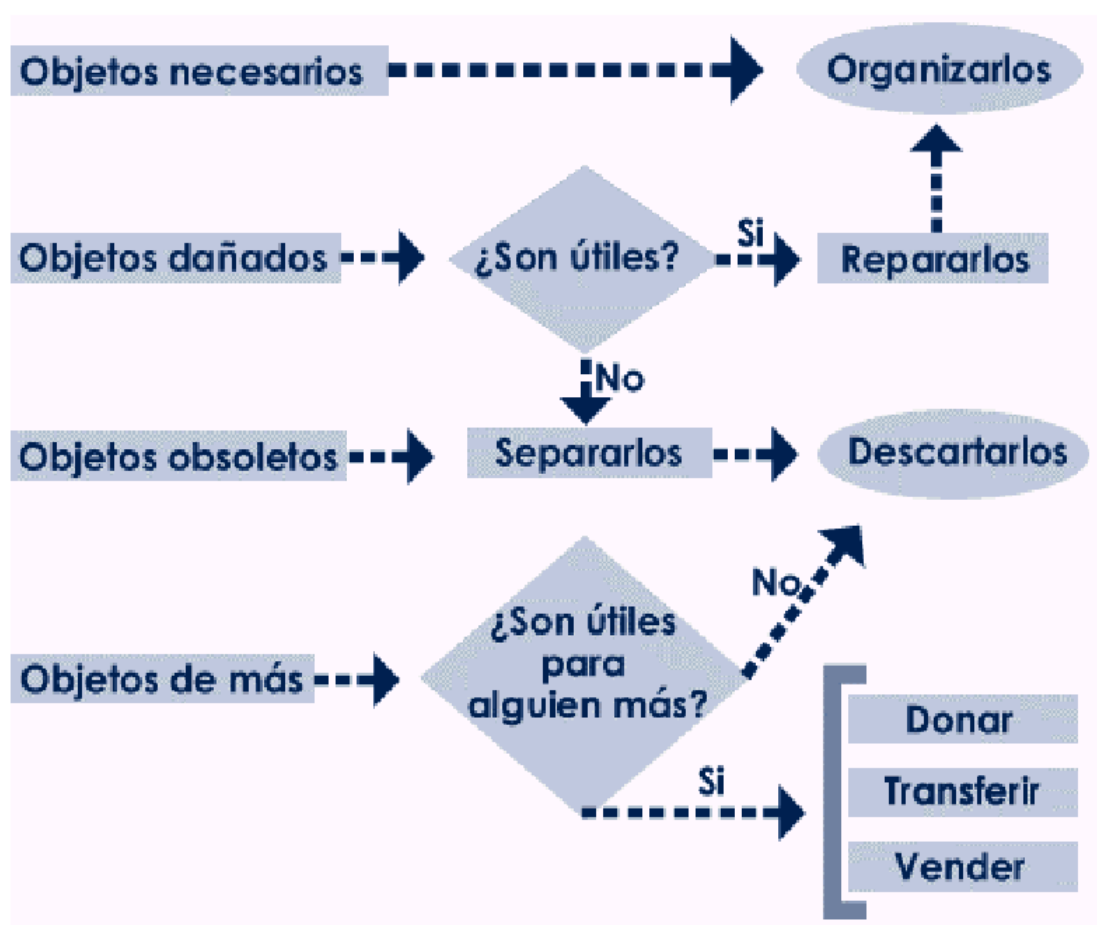 Objetos necesarios
Organizarlos
Objetos dañados
¿Son útiles?
Si
Repararlos
No
Objetos obsoletos
Separarlos
Descartarlos
Objetos de más
¿Son útiles
para
alguien más?
No
Si
Donar
Transferir
Vender